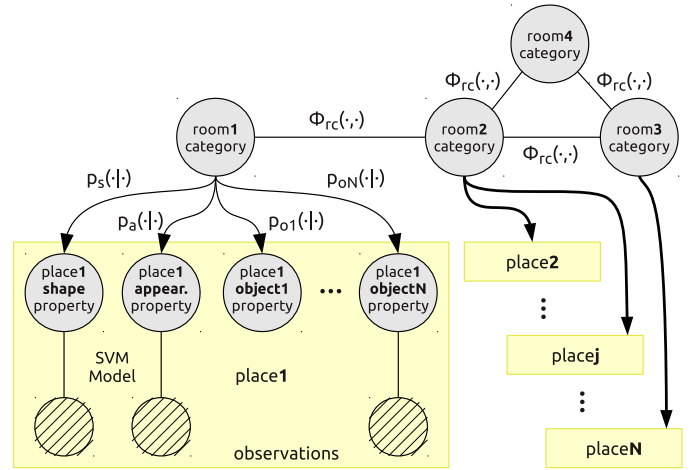 room4
category
Φrc(·,·)
Φrc(·,·)
room1
category
Φrc(·,·)
room2
category
room3
category
Φrc(·,·)
ps(·|·)
poN(·|·)
pa(·|·)
po1(·|·)
place1
shape
property
place1
appear.
property
place1
object1
property
...
place1
objectN
property
place2
SVM
Model
place1
placej
observations
placeN